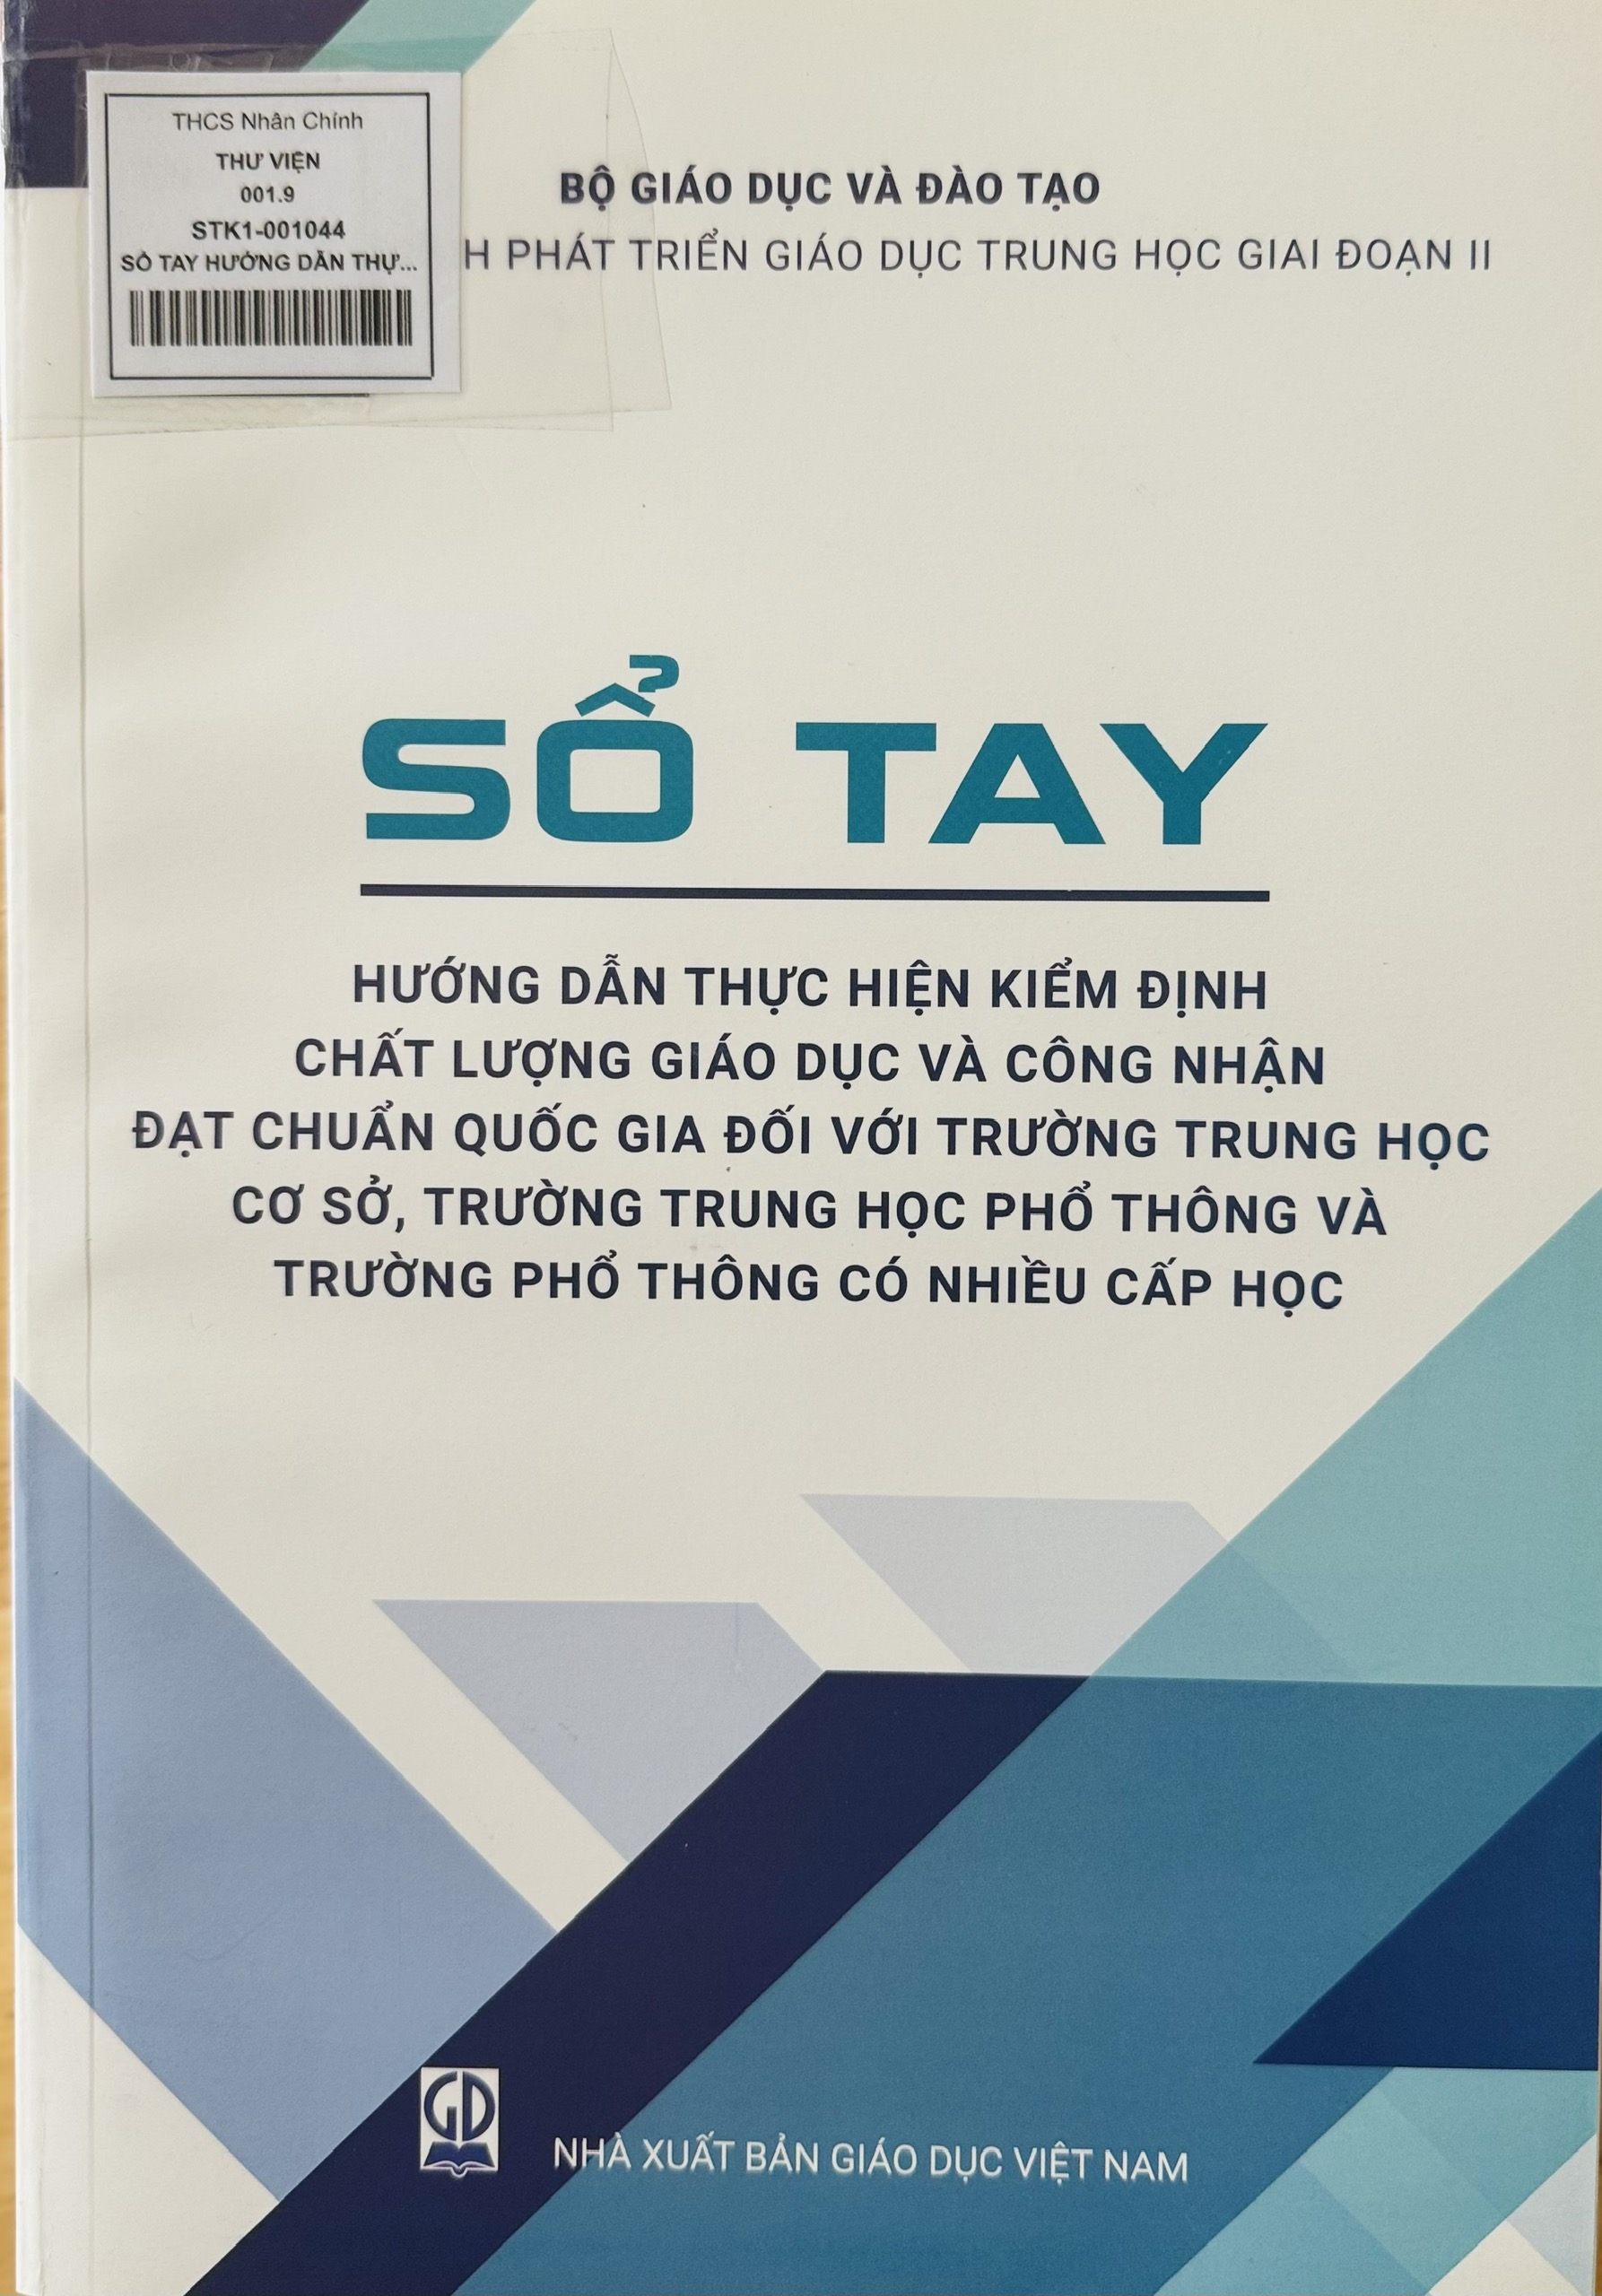 THCS Nhân Chính
THƯ VIỆN
001.9
STK1-001044
SỔ TAY HƯỚNG DẪN THỰ...
BỘ GIÁO DỤC VÀ ĐÀO TẠO
H PHÁT TRIỂN GIÁO DỤC TRUNG HỌC GIAI ĐOẠN II
SỔ TAY
HƯỚNG DẪN THỰC HIỆN KIỂM ĐỊNH
CHẤT LƯỢNG GIÁO DỤC VÀ CÔNG NHẬN
ĐẠT CHUẨN QUỐC GIA ĐỐI VỚI TRƯỜNG TRUNG HỌC
CƠ SỞ, TRƯỜNG TRUNG HỌC PHỔ THÔNG VÀ
TRƯỜNG PHỔ THÔNG CÓ NHIỀU CẤP HỌC
GD
NHÀ XUẤT BẢN GIÁO DỤC VIỆT NAM